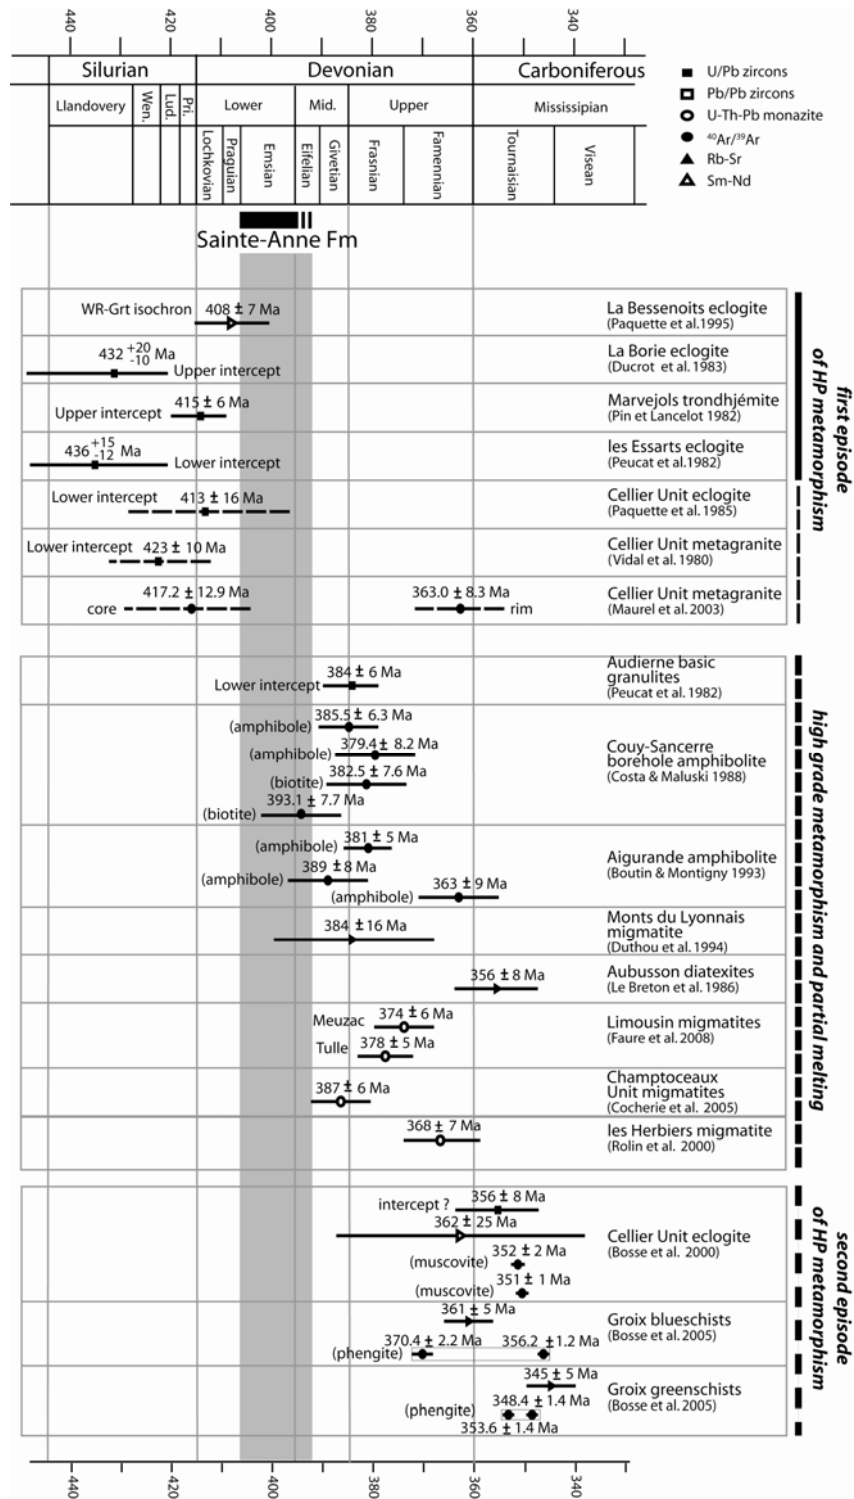 440 420 400 380 360 340
Silurian Devonian Carboniferous
Llandovery Wen. Lud. Pri. Lower Mid. Upper Mississipian
Lochkovian Praguian Emsian Eifelian Givetian Frasnian Famennian Tournaisian Visean
U/Pb zircons
Pb/Pb zircons
U-Th-Pb monazite
⁴⁰Ar/³⁹Ar
Rb-Sr
Sm-Nd
Sainte-Anne Fm
WR-Grt isochron 408 ± 7 Ma La Bessenoits eclogite
(Paquette et al.1995)
432 +20 -10 Ma Upper intercept La Borie eclogite
(Ducrot et al. 1983)
Upper intercept 415 ± 6 Ma Marvejols trondhjémite
(Pin et Lancelot 1982)
436 +15 -12 Ma Lower intercept les Essarts eclogite
(Peucat et al.1982)
Lower intercept 413 ± 16 Ma Cellier Unit eclogite
(Paquette et al. 1985)
Lower intercept 423 ± 10 Ma Cellier Unit metagranite
(Vidal et al. 1980)
417.2 ± 12.9 Ma 363.0 ± 8.3 Ma Cellier Unit metagranite
core rim (Maurel et al. 2003)
first episode
of HP metamorphism
384 ± 6 Ma Audierne basic
granulites
Lower intercept (Peucat et al. 1982)
385.5 ± 6.3 Ma
(amphibole)
379.4 ± 8.2 Ma
(amphibole)
382.5 ± 7.6 Ma
(biotite)
393.1 ± 7.7 Ma
(biotite)
Couy-Sancerre
borehole amphibolite
(Costa & Maluski 1988)
381 ± 5 Ma
(amphibole)
389 ± 8 Ma
(amphibole)
363 ± 9 Ma
(amphibole)
Aigurande amphibolite
(Boutin & Montigny 1993)
384 ± 16 Ma Monts du Lyonnais
migmatite
(Duthou et al. 1994)
356 ± 8 Ma Aubusson diatexites
(Le Breton et al. 1986)
Meuzac 374 ± 6 Ma
Tulle 378 ± 5 Ma
Limousin migmatites
(Faure et al. 2008)
387 ± 6 Ma Champtoceaux
Unit migmatites
(Cocherie et al. 2005)
368 ± 7 Ma les Herbiers migmatite
(Rolin et al. 2000)
high grade metamorphism and partial melting
intercept ? 356 ± 8 Ma
362 ± 25 Ma
(muscovite) 352 ± 2 Ma
(muscovite) 351 ± 1 Ma
Cellier Unit eclogite
(Bosse et al. 2000)
361 ± 5 Ma
370.4 ± 2.2 Ma 356.2 ± 1.2 Ma
(phengite)
Groix blueschists
(Bosse et al. 2005)
345 ± 5 Ma
348.4 ± 1.4 Ma
(phengite)
353.6 ± 1.4 Ma
Groix greenschists
(Bosse et al. 2005)
second episode
of HP metamorphism
440 420 400 380 360 340